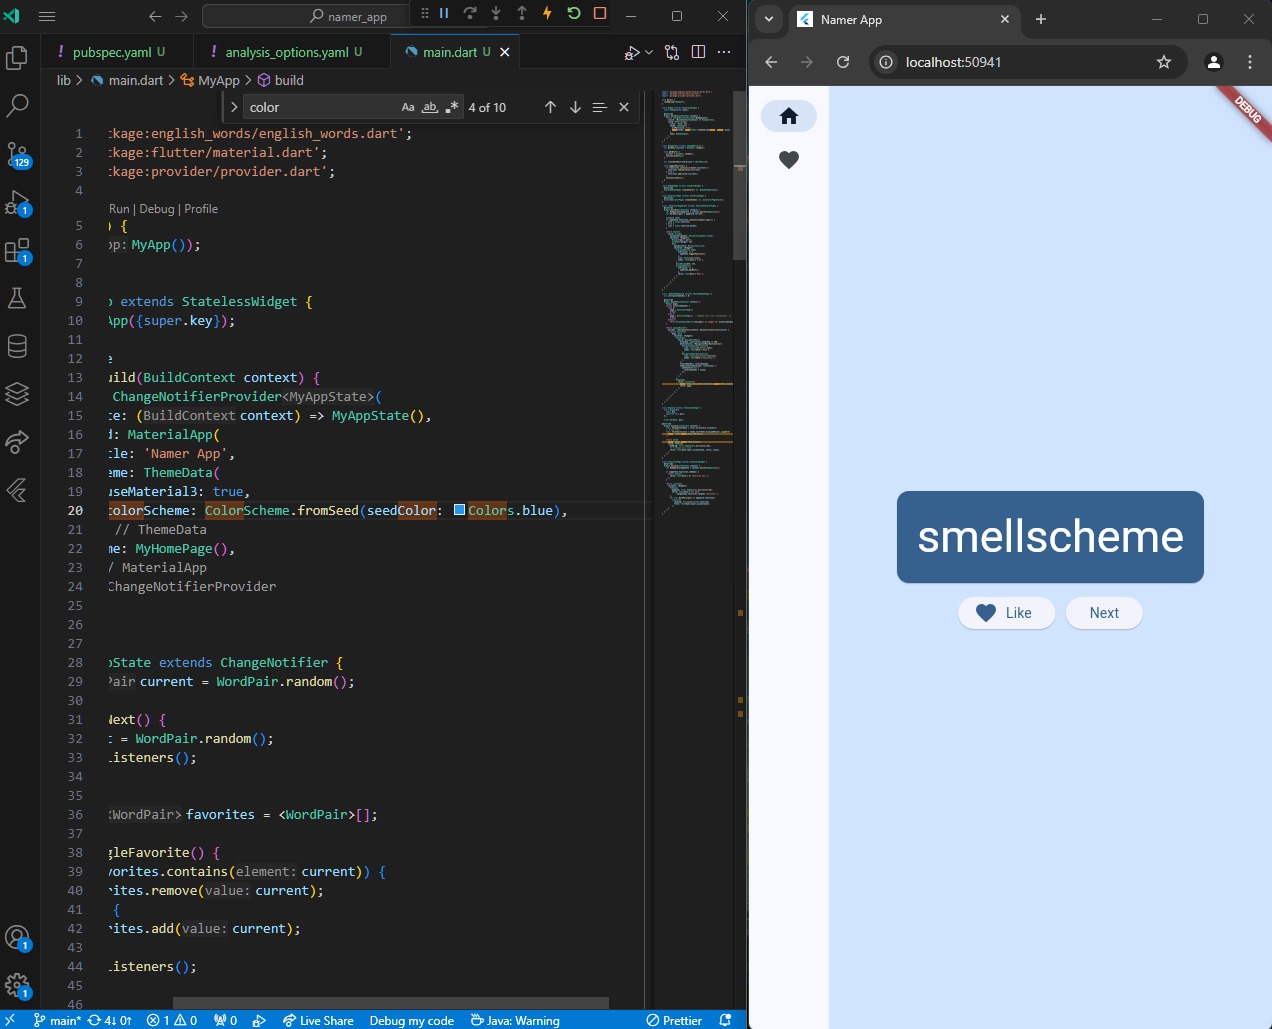 namer_app
pubspec.yaml U
analysis_options.yaml U
main.dart U
lib > main.dart > MyApp > build
color
Aa ab
4 of 10
1 :kage:english_words/english_words.dart';
2 :kage:flutter/material.dart';
3 :kage:provider/provider.dart';
4
Run | Debug | Profile
5 ) {
6 pp: MyApp());
7
8
9 p extends StatelessWidget {
10 App({super.key});
11
12 e
13 uild(BuildContext context) {
14 ChangeNotifierProvider<MyAppState>(
15 te: (BuildContext context) => MyAppState(),
16 d: MaterialApp(
17 tle: 'Namer App',
18 eme: ThemeData(
19 useMaterial3: true,
20 colorScheme: ColorScheme.fromSeed(seedColor: Colors.blue),
21 // ThemeData
22 me: MyHomePage(),
23 / MaterialApp
24 ChangeNotifierProvider
25
26
27
28 pState extends ChangeNotifier {
29 Pair current = WordPair.random();
30
31 Next() {
32 t = WordPair.random();
33 Listeners();
34
35
36 <WordPair> favorites = <WordPair>[];
37
38 gleFavorite() {
39 vorites.contains(element: current)) {
40 rites.remove(value: current);
41 {
42 rites.add(value: current);
43
44 Listeners();
45
46
129
1
1
1
1
main* 4↓ 0↑ 1 0 0 Live Share Debug my code Java: Warning Prettier
Namer App
localhost:50941
DEBUG
smellscheme
Like
Next